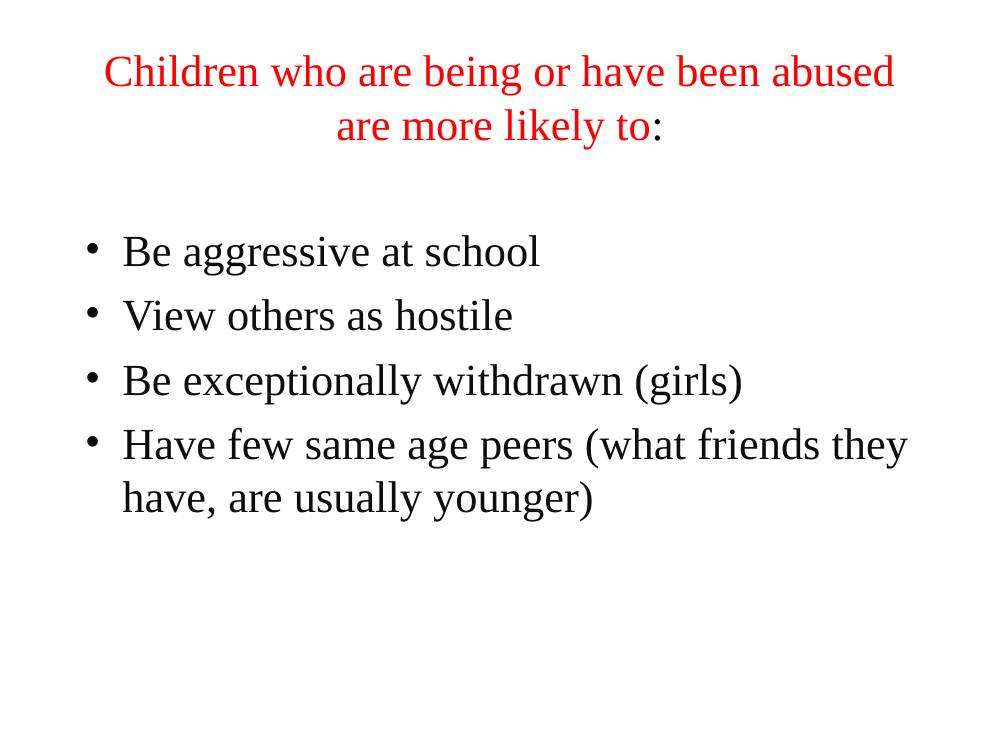 Children who are being or have been abused
are more likely to:
• Be aggressive at school
• View others as hostile
• Be exceptionally withdrawn (girls)
• Have few same age peers (what friends they
have, are usually younger)